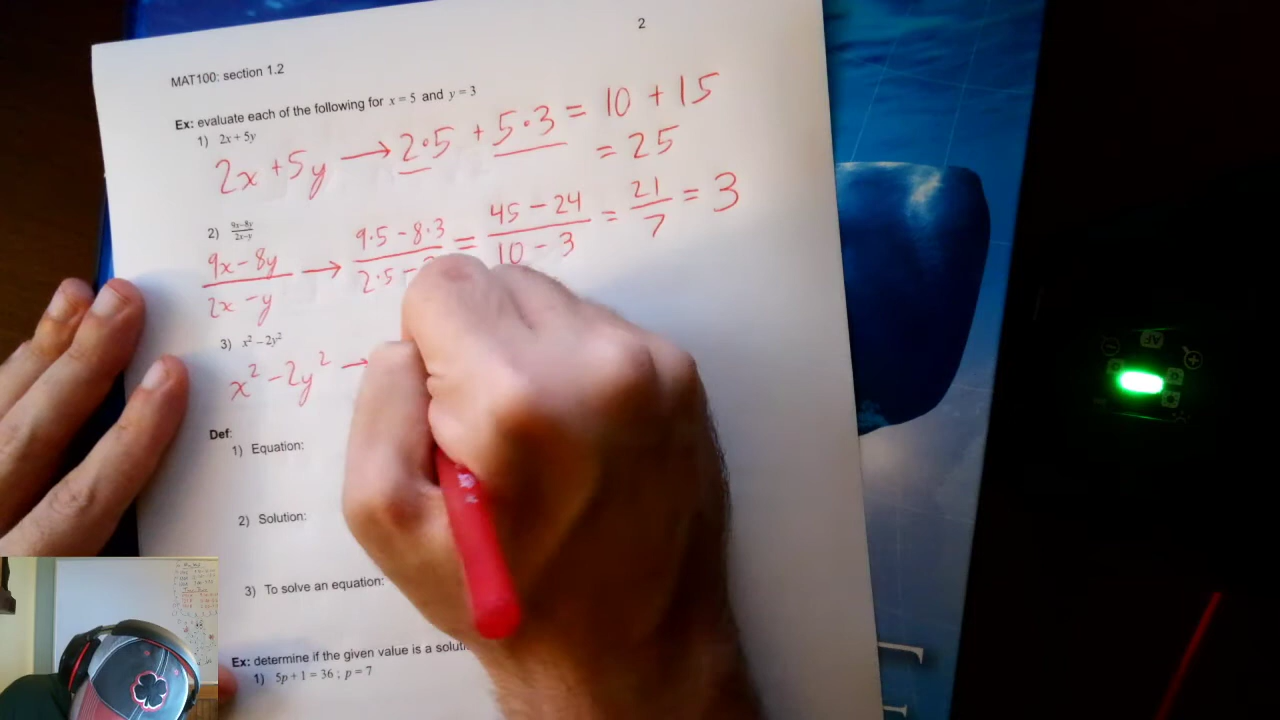 2
MAT100: section 1.2
Ex: evaluate each of the following for x = 5 and y = 3
1) 2x + 5y
2x + 5y → 2•5 + 5•3 = 10 + 15
= 25
2) 9x−8y / 2x−y
9x − 8y / 2x − y → 9·5 − 8·3 / 2·5 − = 45 − 24 / 10 − 3 = 21 / 7 = 3
3) x² − 2y²
x² − 2y² →
Def:
1) Equation:
2) Solution:
3) To solve an equation:
Ex: determine if the given value is a
1) 5p + 1 = 36 ; p = 7